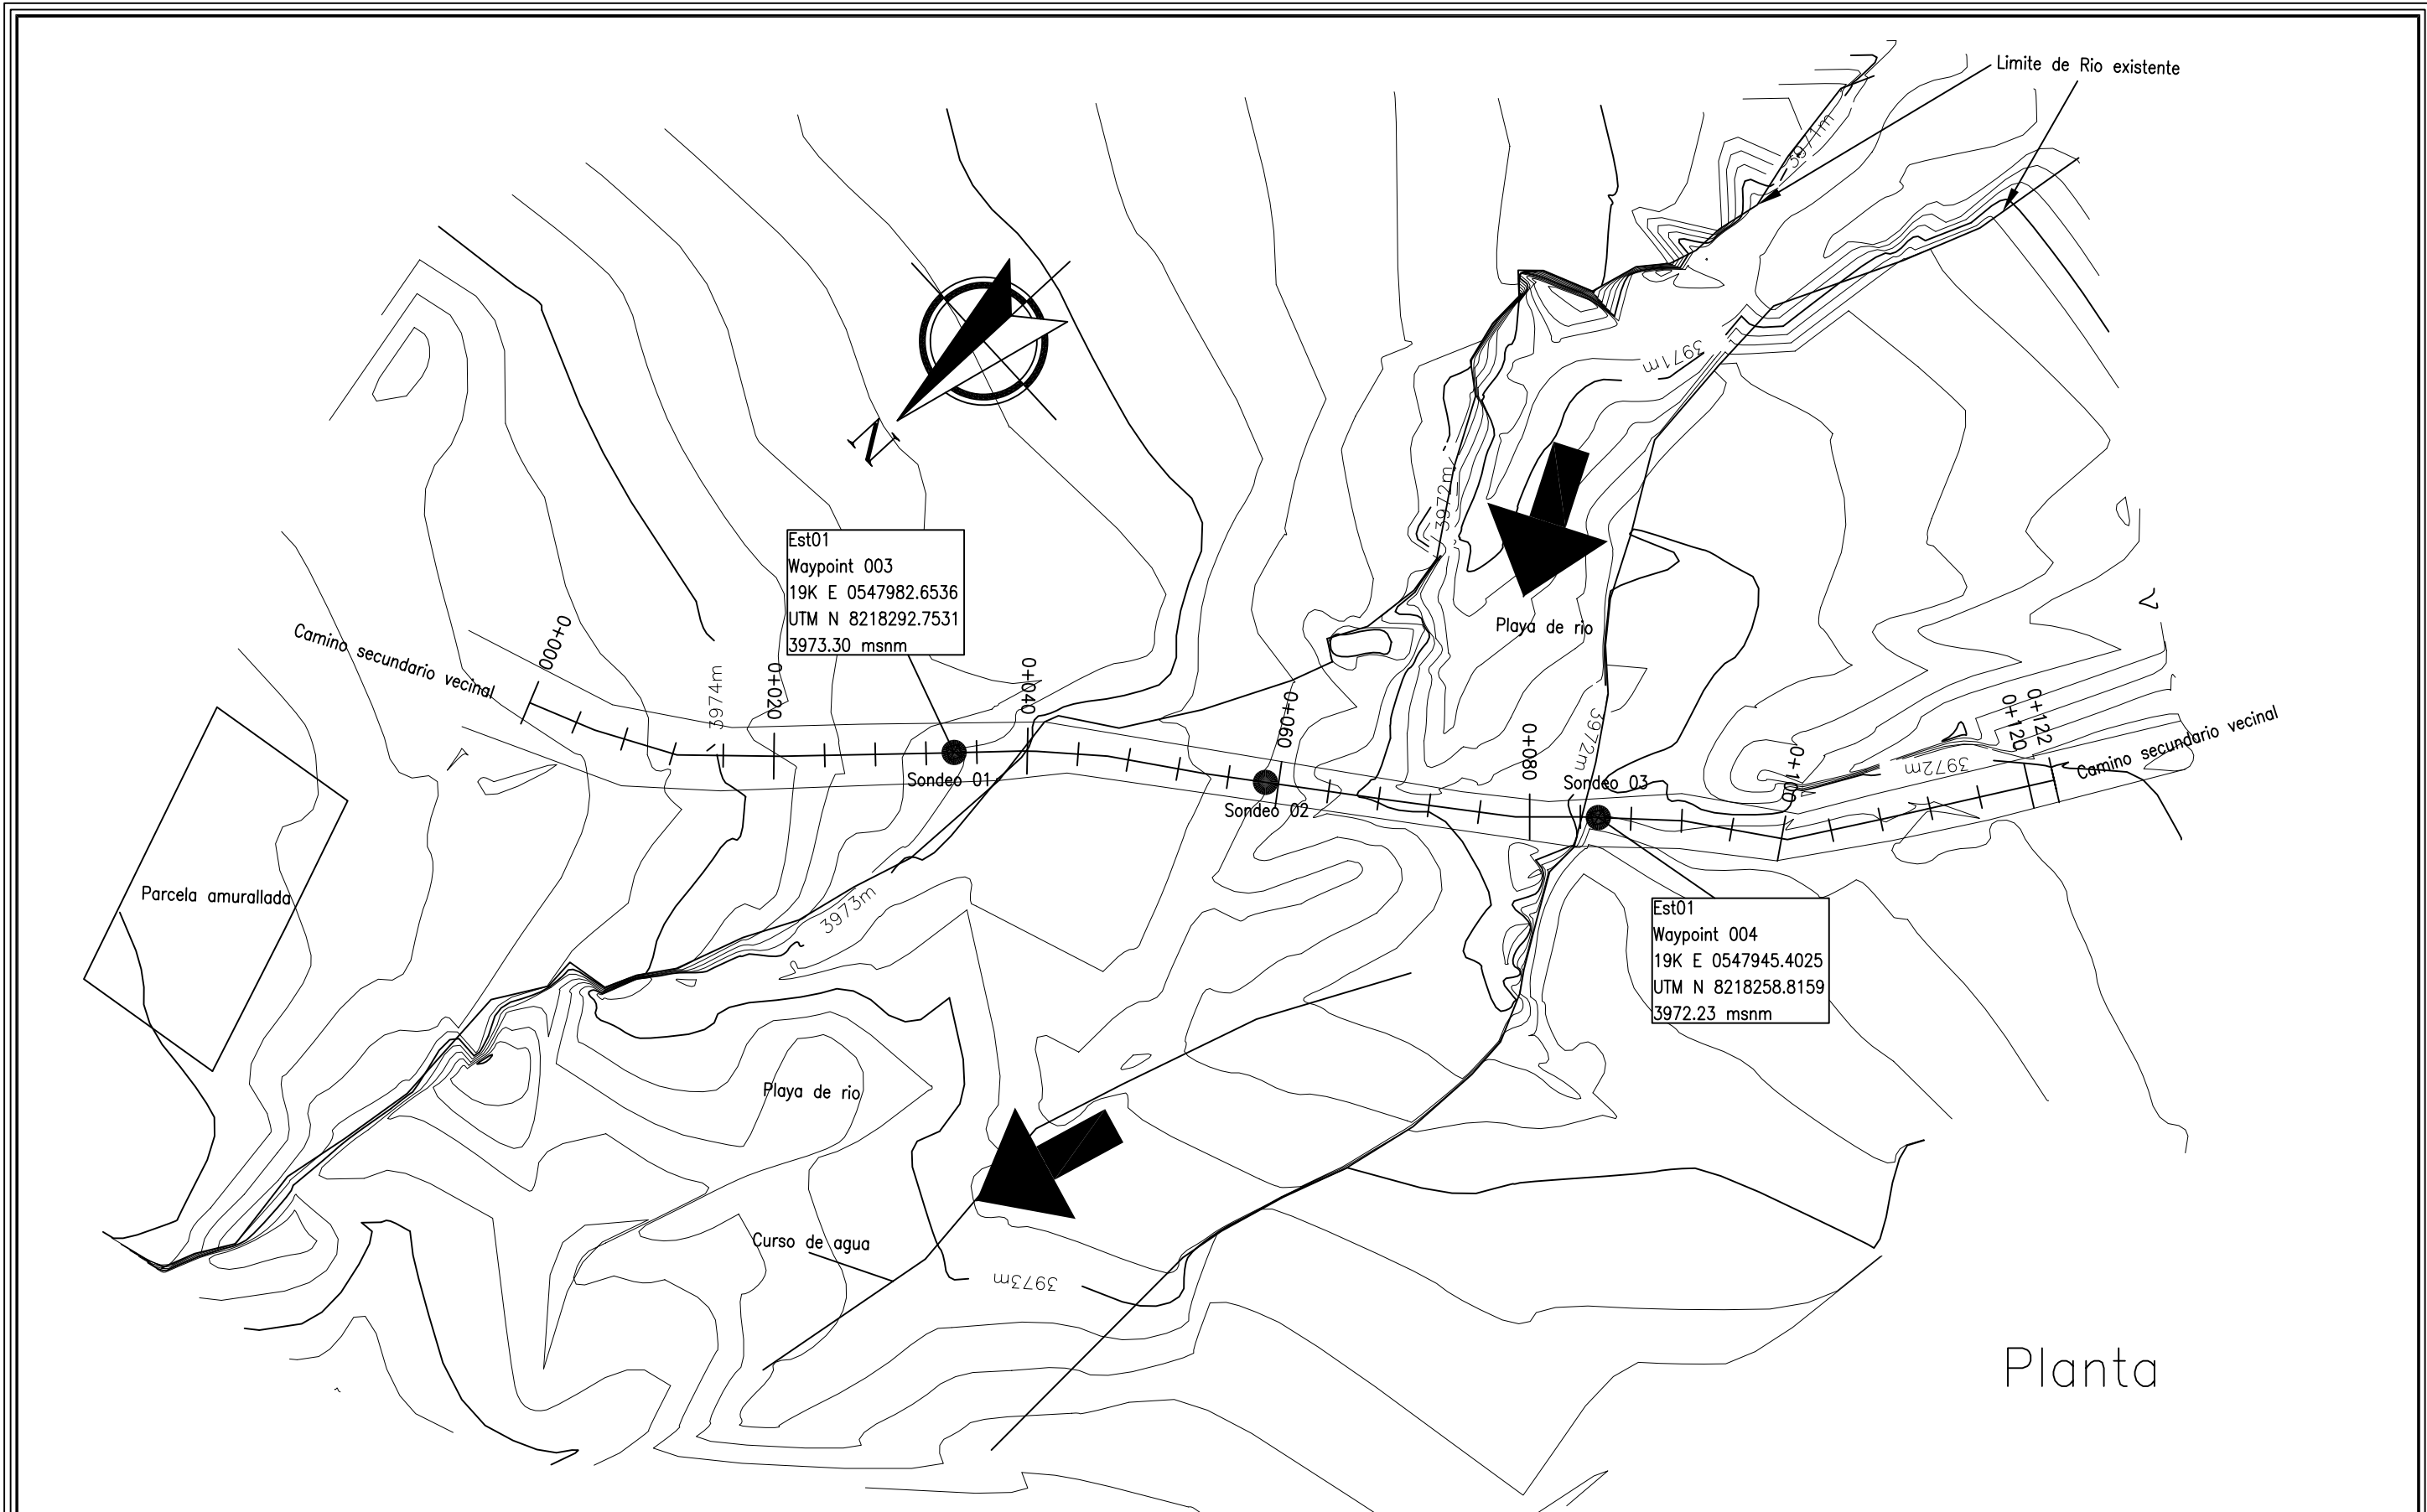 Limite de Rio existente
3971m
3971m
N
Est01
Waypoint 003
19K E 0547982.6536
UTM N 8218292.7531
3973.30 msnm
3972m
Playa de rio
Camino secundario vecinal
0+000
3974m
0+020
0+040
0+060
0+080
3972m
0+100
3972m
0+120
0+122
Camino secundario vecinal
Sondeo 01
Sondeo 02
Sondeo 03
Parcela amurallada
3973m
Est01
Waypoint 004
19K E 0547945.4025
UTM N 8218258.8159
3972.23 msnm
Playa de rio
Curso de agua
3973m
Planta